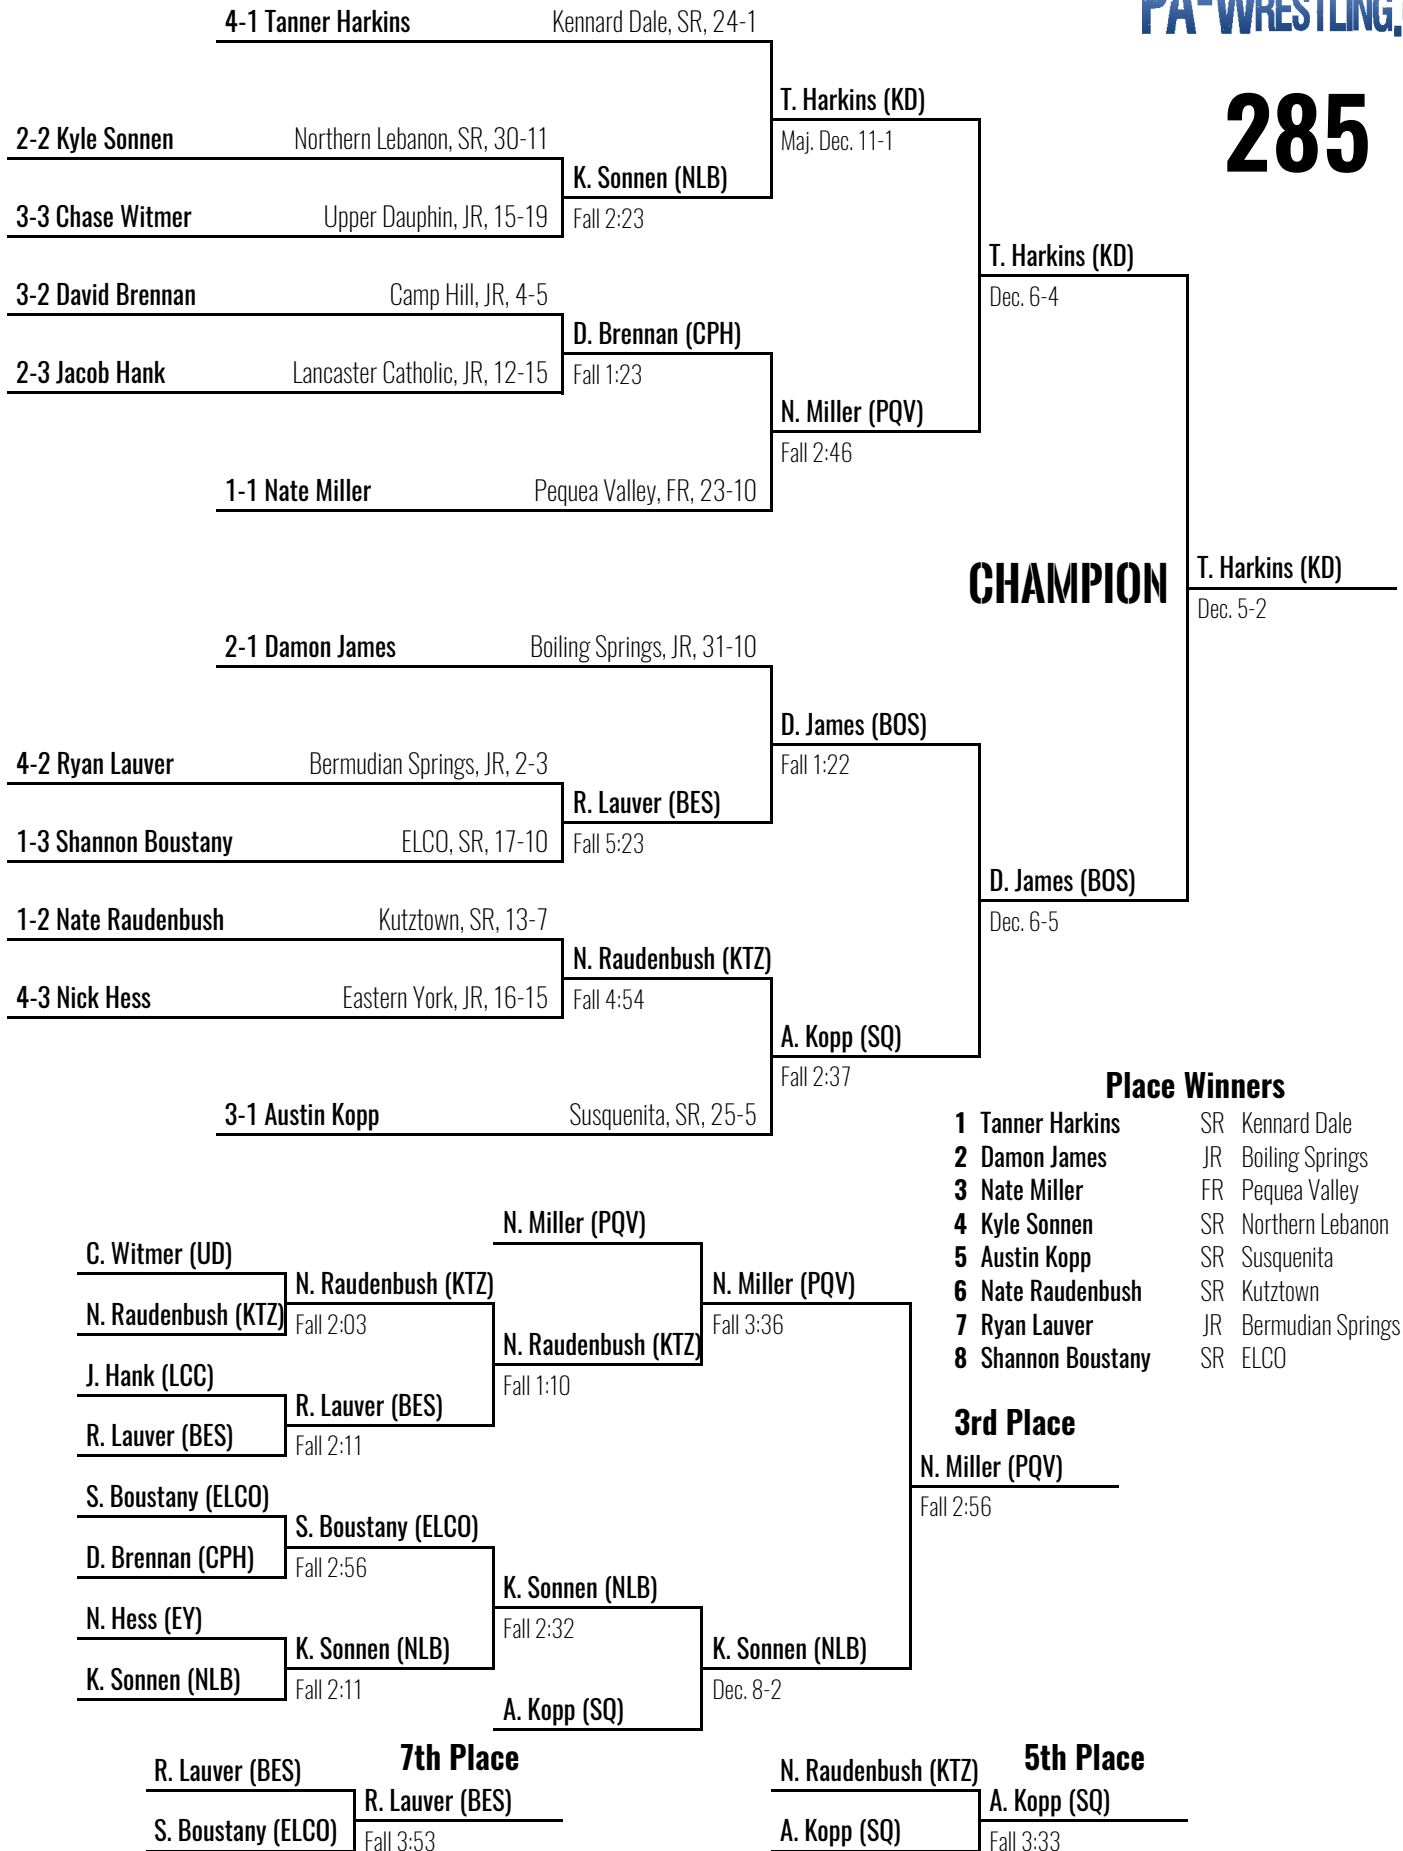 PA-WRESTLING.
285
4-1 Tanner Harkins Kennard Dale, SR, 24-1
T. Harkins (KD)
Maj. Dec. 11-1
2-2 Kyle Sonnen Northern Lebanon, SR, 30-11
K. Sonnen (NLB)
Fall 2:23
3-3 Chase Witmer Upper Dauphin, JR, 15-19
T. Harkins (KD)
Dec. 6-4
3-2 David Brennan Camp Hill, JR, 4-5
D. Brennan (CPH)
Fall 1:23
2-3 Jacob Hank Lancaster Catholic, JR, 12-15
N. Miller (PQV)
Fall 2:46
1-1 Nate Miller Pequea Valley, FR, 23-10
CHAMPION
T. Harkins (KD)
Dec. 5-2
2-1 Damon James Boiling Springs, JR, 31-10
D. James (BOS)
Fall 1:22
4-2 Ryan Lauver Bermudian Springs, JR, 2-3
R. Lauver (BES)
Fall 5:23
1-3 Shannon Boustany ELCO, SR, 17-10
D. James (BOS)
Dec. 6-5
1-2 Nate Raudenbush Kutztown, SR, 13-7
N. Raudenbush (KTZ)
Fall 4:54
4-3 Nick Hess Eastern York, JR, 16-15
A. Kopp (SQ)
Fall 2:37
3-1 Austin Kopp Susquenita, SR, 25-5
Place Winners
1 Tanner Harkins SR Kennard Dale
2 Damon James JR Boiling Springs
3 Nate Miller FR Pequea Valley
4 Kyle Sonnen SR Northern Lebanon
5 Austin Kopp SR Susquenita
6 Nate Raudenbush SR Kutztown
7 Ryan Lauver JR Bermudian Springs
8 Shannon Boustany SR ELCO
N. Miller (PQV)
C. Witmer (UD)
N. Raudenbush (KTZ)
N. Miller (PQV)
N. Raudenbush (KTZ)
Fall 2:03
Fall 3:36
N. Raudenbush (KTZ)
Fall 1:10
J. Hank (LCC)
R. Lauver (BES)
R. Lauver (BES)
Fall 2:11
3rd Place
N. Miller (PQV)
Fall 2:56
S. Boustany (ELCO)
S. Boustany (ELCO)
D. Brennan (CPH)
Fall 2:56
K. Sonnen (NLB)
Fall 2:32
N. Hess (EY)
K. Sonnen (NLB)
K. Sonnen (NLB)
K. Sonnen (NLB)
Fall 2:11
Dec. 8-2
A. Kopp (SQ)
7th Place
R. Lauver (BES)
R. Lauver (BES)
S. Boustany (ELCO)
Fall 3:53
5th Place
N. Raudenbush (KTZ)
A. Kopp (SQ)
A. Kopp (SQ)
Fall 3:33